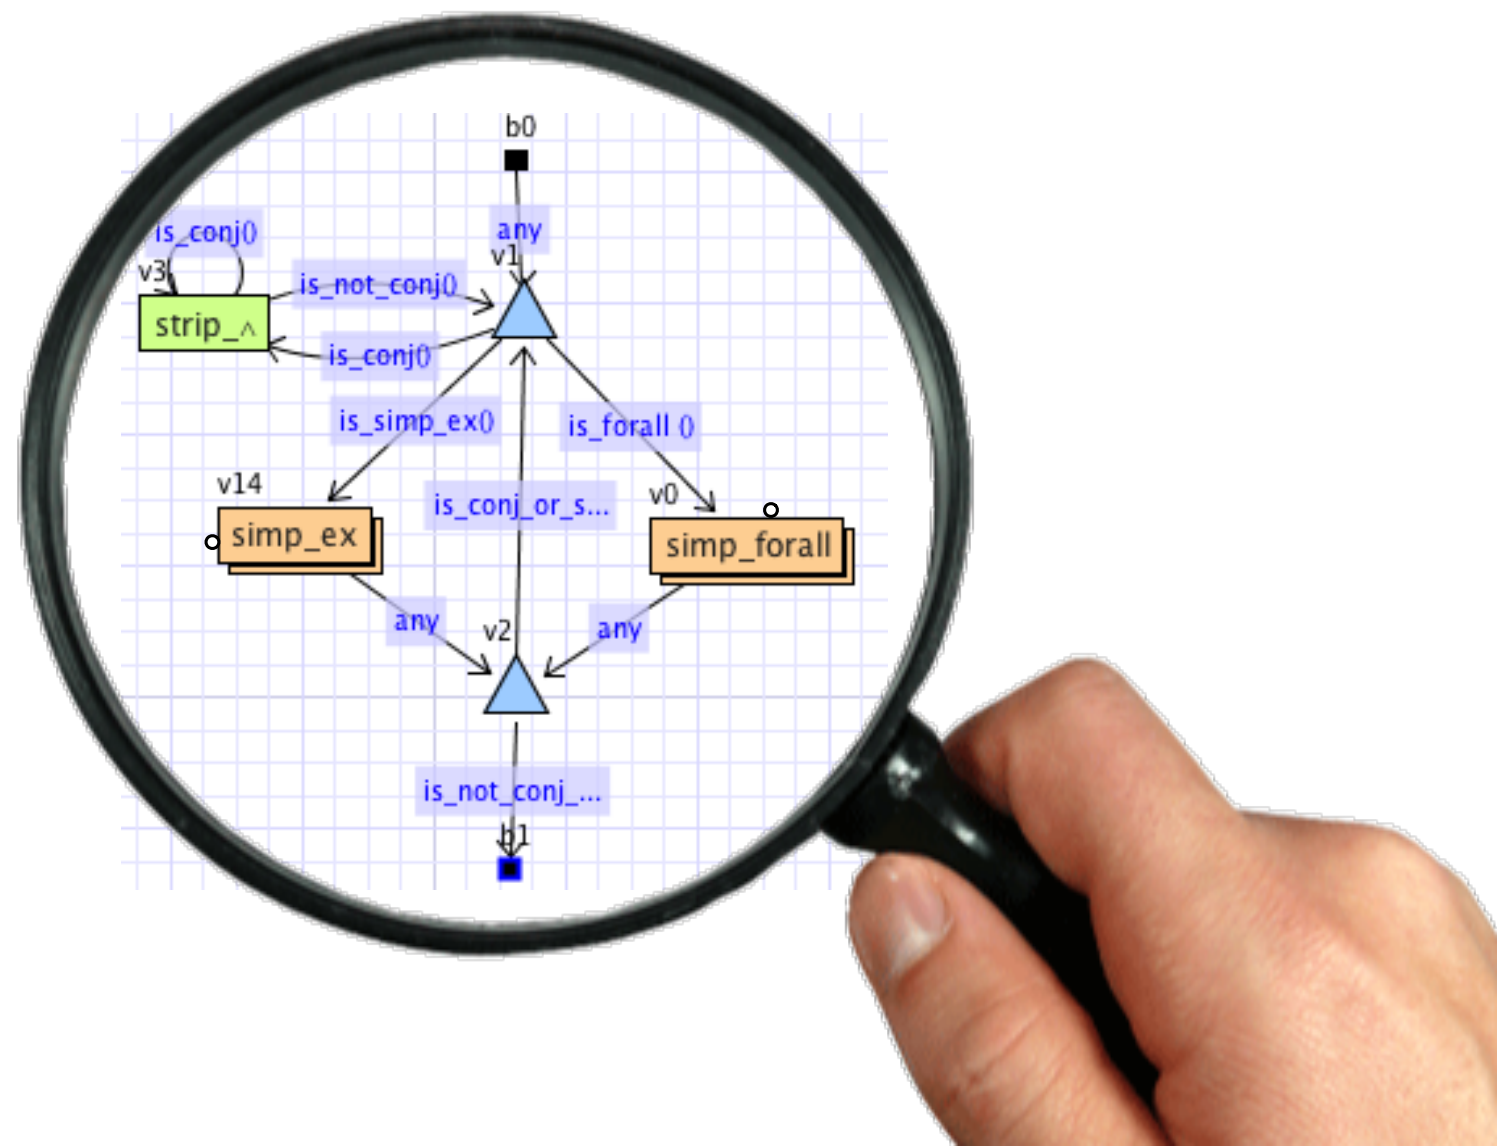 b0
any
v1
is_conj()
v3
strip_^
is_not_conj()
is_conj()
is_simp_ex()
is_forall ()
v14
simp_ex
is_conj_or_s...
v0
simp_forall
any
v2
any
is_not_conj_...
b1